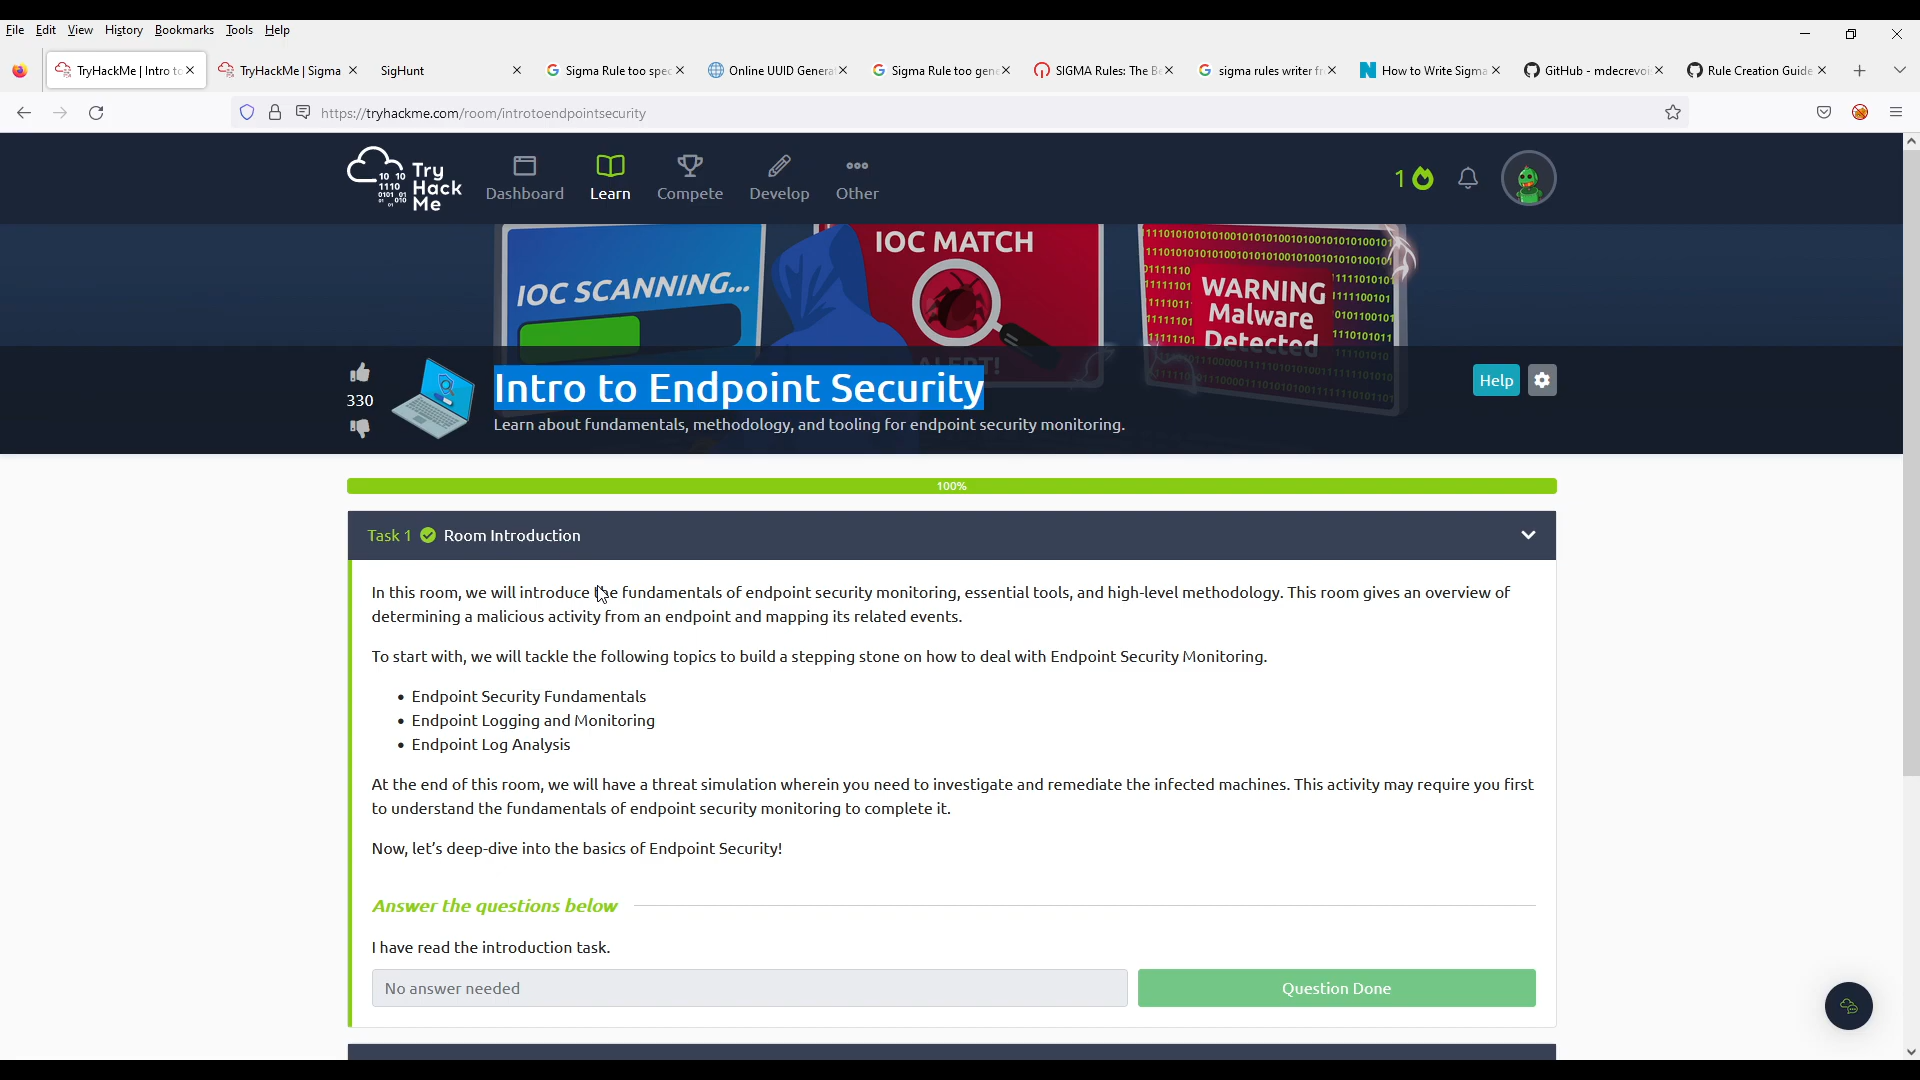 File Edit View History Bookmarks Tools Help
TryHackMe | Intro to
TryHackMe | Sigma
SigHunt
Sigma Rule too spec
Online UUID Generat
Sigma Rule too gene
SIGMA Rules: The Be
sigma rules writer fr
How to Write Sigma
GitHub - mdecrevoi
Rule Creation Guide
https://tryhackme.com/room/introtoendpointsecurity
Try
Hack
Me
Dashboard
Learn
Compete
Develop
Other
1
IOC SCANNING...
IOC MATCH
ALERT!
WARNING
Malware
Detected
330
Intro to Endpoint Security
Learn about fundamentals, methodology, and tooling for endpoint security monitoring.
Help
100%
Task 1 Room Introduction
In this room, we will introduce the fundamentals of endpoint security monitoring, essential tools, and high-level methodology. This room gives an overview of
determining a malicious activity from an endpoint and mapping its related events.
To start with, we will tackle the following topics to build a stepping stone on how to deal with Endpoint Security Monitoring.
• Endpoint Security Fundamentals
• Endpoint Logging and Monitoring
• Endpoint Log Analysis
At the end of this room, we will have a threat simulation wherein you need to investigate and remediate the infected machines. This activity may require you first
to understand the fundamentals of endpoint security monitoring to complete it.
Now, let's deep-dive into the basics of Endpoint Security!
Answer the questions below
I have read the introduction task.
No answer needed
Question Done